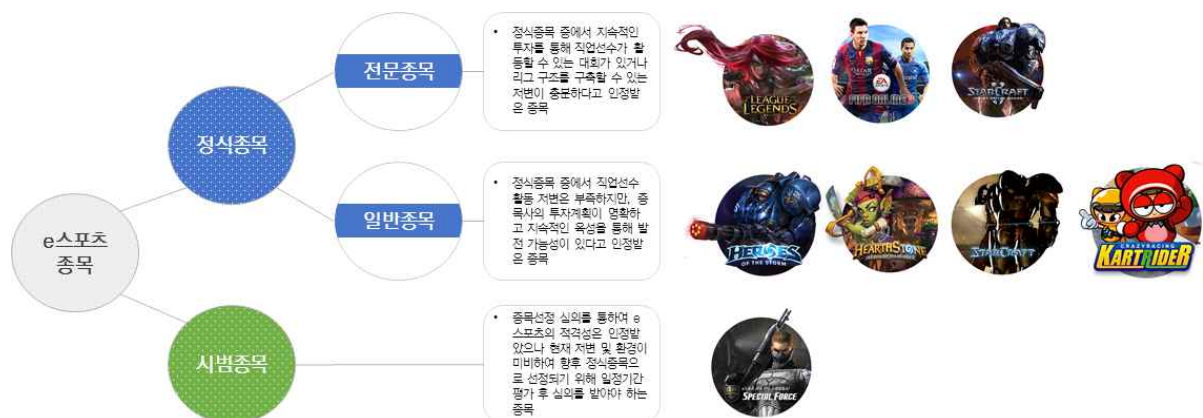 e스포츠
종목
정식종목
시범종목
전문종목
• 정식종목 중에서 지속적인
투자를 통해 직업선수가 활
동할 수 있는 대회가 있거나
리그 구조를 구축할 수 있는
저변이 충분하다고 인정받
은 종목
LEAGUE
LEGENDS
EA
SPORTS
FIFA ONLINE
STARCRAFT
일반종목
• 정식종목 중에서 직업선수
활동 저변은 부족하지만, 종
목사의 투자계획이 명확하
고 지속적인 육성을 통해 발
전 가능성이 있다고 인정받
은 종목
HEROES
OF THE STORM
HEARTHSTONE
STARCRAFT
CRAZYRACING
KARTRIDER
• 종목선정 심의를 통하여 e
스포츠의 적격성은 인정받
았으나 현재 저변 및 환경이
미비하여 향후 정식종목으
로 선정되기 위해 일정기간
평가 후 심의를 받아야 하는
종목
SPECIAL FORCE